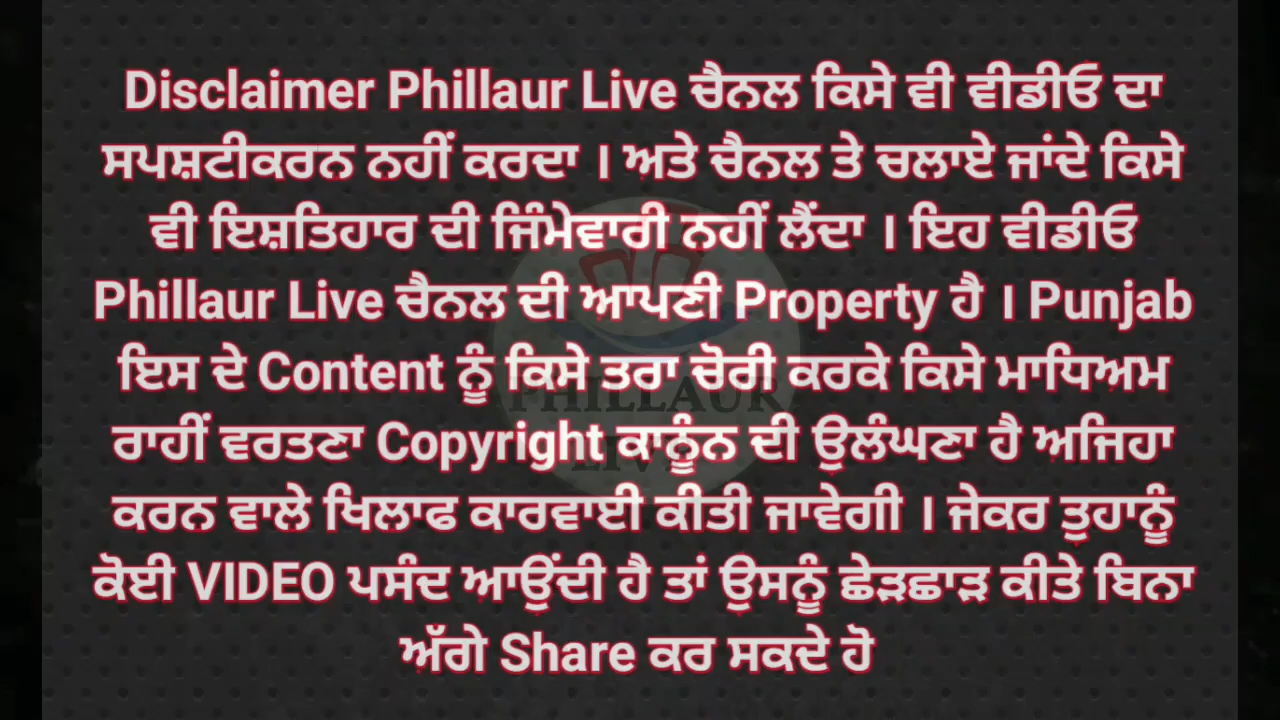 Disclaimer Phillaur Live ਚੈਨਲ ਕਿਸੇ ਵੀ ਵੀਡੀਓ ਦਾ
ਸਪਸ਼ਟੀਕਰਨ ਨਹੀਂ ਕਰਦਾ । ਅਤੇ ਚੈਨਲ ਤੇ ਚਲਾਏ ਜਾਂਦੇ ਕਿਸੇ
ਵੀ ਇਸ਼ਤਿਹਾਰ ਦੀ ਜਿੰਮੇਵਾਰੀ ਨਹੀਂ ਲੈਂਦਾ । ਇਹ ਵੀਡੀਓ
Phillaur Live ਚੈਨਲ ਦੀ ਆਪਣੀ Property ਹੈ । Punjab
ਇਸ ਦੇ Content ਨੂੰ ਕਿਸੇ ਤਰਾ ਚੋਰੀ ਕਰਕੇ ਕਿਸੇ ਮਾਧਿਅਮ
ਰਾਹੀਂ ਵਰਤਣਾ Copyright ਕਾਨੂੰਨ ਦੀ ਉਲੰਘਣਾ ਹੈ ਅਜਿਹਾ
ਕਰਨ ਵਾਲੇ ਖਿਲਾਫ ਕਾਰਵਾਈ ਕੀਤੀ ਜਾਵੇਗੀ । ਜੇਕਰ ਤੁਹਾਨੂੰ
ਕੋਈ VIDEO ਪਸੰਦ ਆਉਂਦੀ ਹੈ ਤਾਂ ਉਸਨੂੰ ਛੇੜਛਾੜ ਕੀਤੇ ਬਿਨਾ
ਅੱਗੇ Share ਕਰ ਸਕਦੇ ਹੋ
PHILLAUR
LIVE